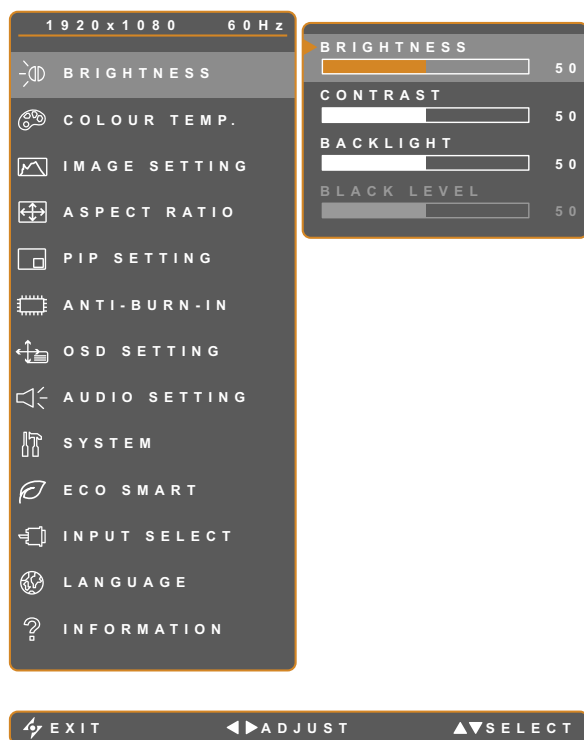 1920x1080 60Hz
BRIGHTNESS
COLOUR TEMP.
IMAGE SETTING
ASPECT RATIO
PIP SETTING
ANTI-BURN-IN
OSD SETTING
AUDIO SETTING
SYSTEM
ECO SMART
INPUT SELECT
LANGUAGE
INFORMATION
BRIGHTNESS
50
CONTRAST
50
BACKLIGHT
50
BLACK LEVEL
50
EXIT ADJUST SELECT